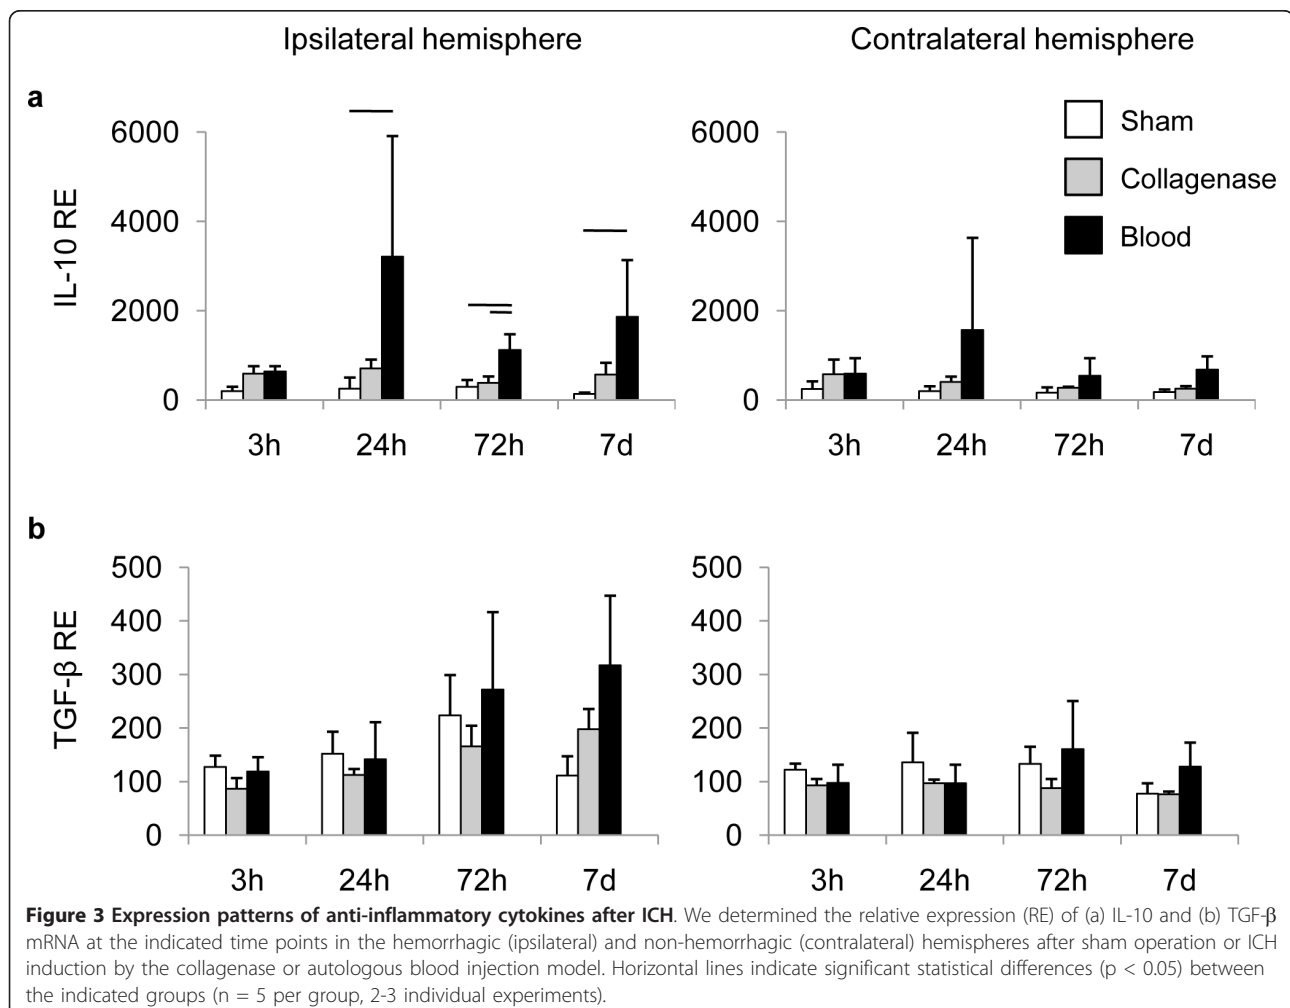 Ipsilateral hemisphere
Contralateral hemisphere
a
IL-10 RE
6000
4000
2000
0
3h 24h 72h 7d
6000
4000
2000
0
3h 24h 72h 7d
Sham
Collagenase
Blood
b
TGF-β RE
500
400
300
200
100
0
3h 24h 72h 7d
500
400
300
200
100
0
3h 24h 72h 7d
Figure 3 Expression patterns of anti-inflammatory cytokines after ICH. We determined the relative expression (RE) of (a) IL-10 and (b) TGF-β
mRNA at the indicated time points in the hemorrhagic (ipsilateral) and non-hemorrhagic (contralateral) hemispheres after sham operation or ICH
induction by the collagenase or autologous blood injection model. Horizontal lines indicate significant statistical differences (p < 0.05) between
the indicated groups (n = 5 per group, 2-3 individual experiments).